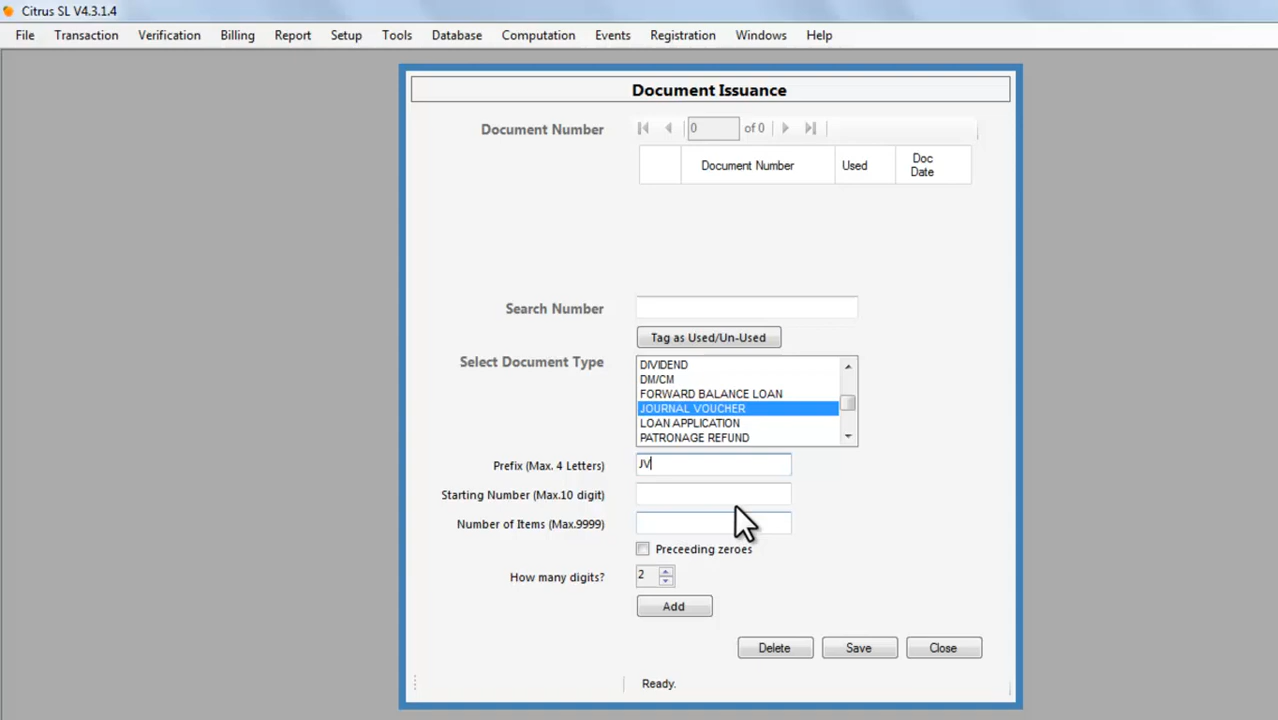 Citrus SL V4.3.1.4
File Transaction Verification Billing Report Setup Tools Database Computation Events Registration Windows Help
Document Issuance
Document Number 0 of 0
Document Number Used Doc Date
Search Number
Tag as Used/Un-Used
Select Document Type
DIVIDEND
DM/CM
FORWARD BALANCE LOAN
JOURNAL VOUCHER
LOAN APPLICATION
PATRONAGE REFUND
Prefix (Max. 4 Letters) JV
Starting Number (Max.10 digit)
Number of Items (Max.9999)
Preceeding zeroes
How many digits? 2
Add
Delete Save Close
Ready.